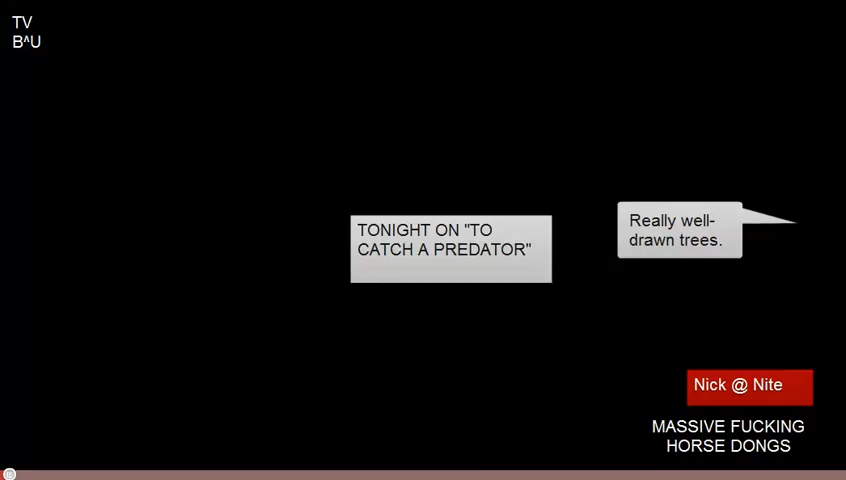 TV
B^U
TONIGHT ON "TO
CATCH A PREDATOR"
Really well-
drawn trees.
Nick @ Nite
MASSIVE FUCKING
HORSE DONGS